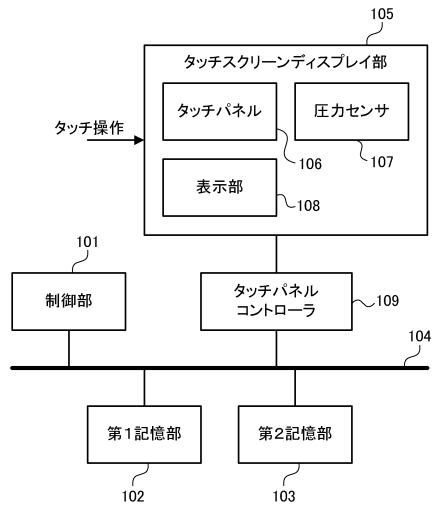 105
タッチスクリーンディスプレイ部
タッチパネル
圧力センサ
タッチ操作
106
107
表示部
108
101
制御部
タッチパネル
コントローラ
109
104
第1記憶部
第2記憶部
102
103